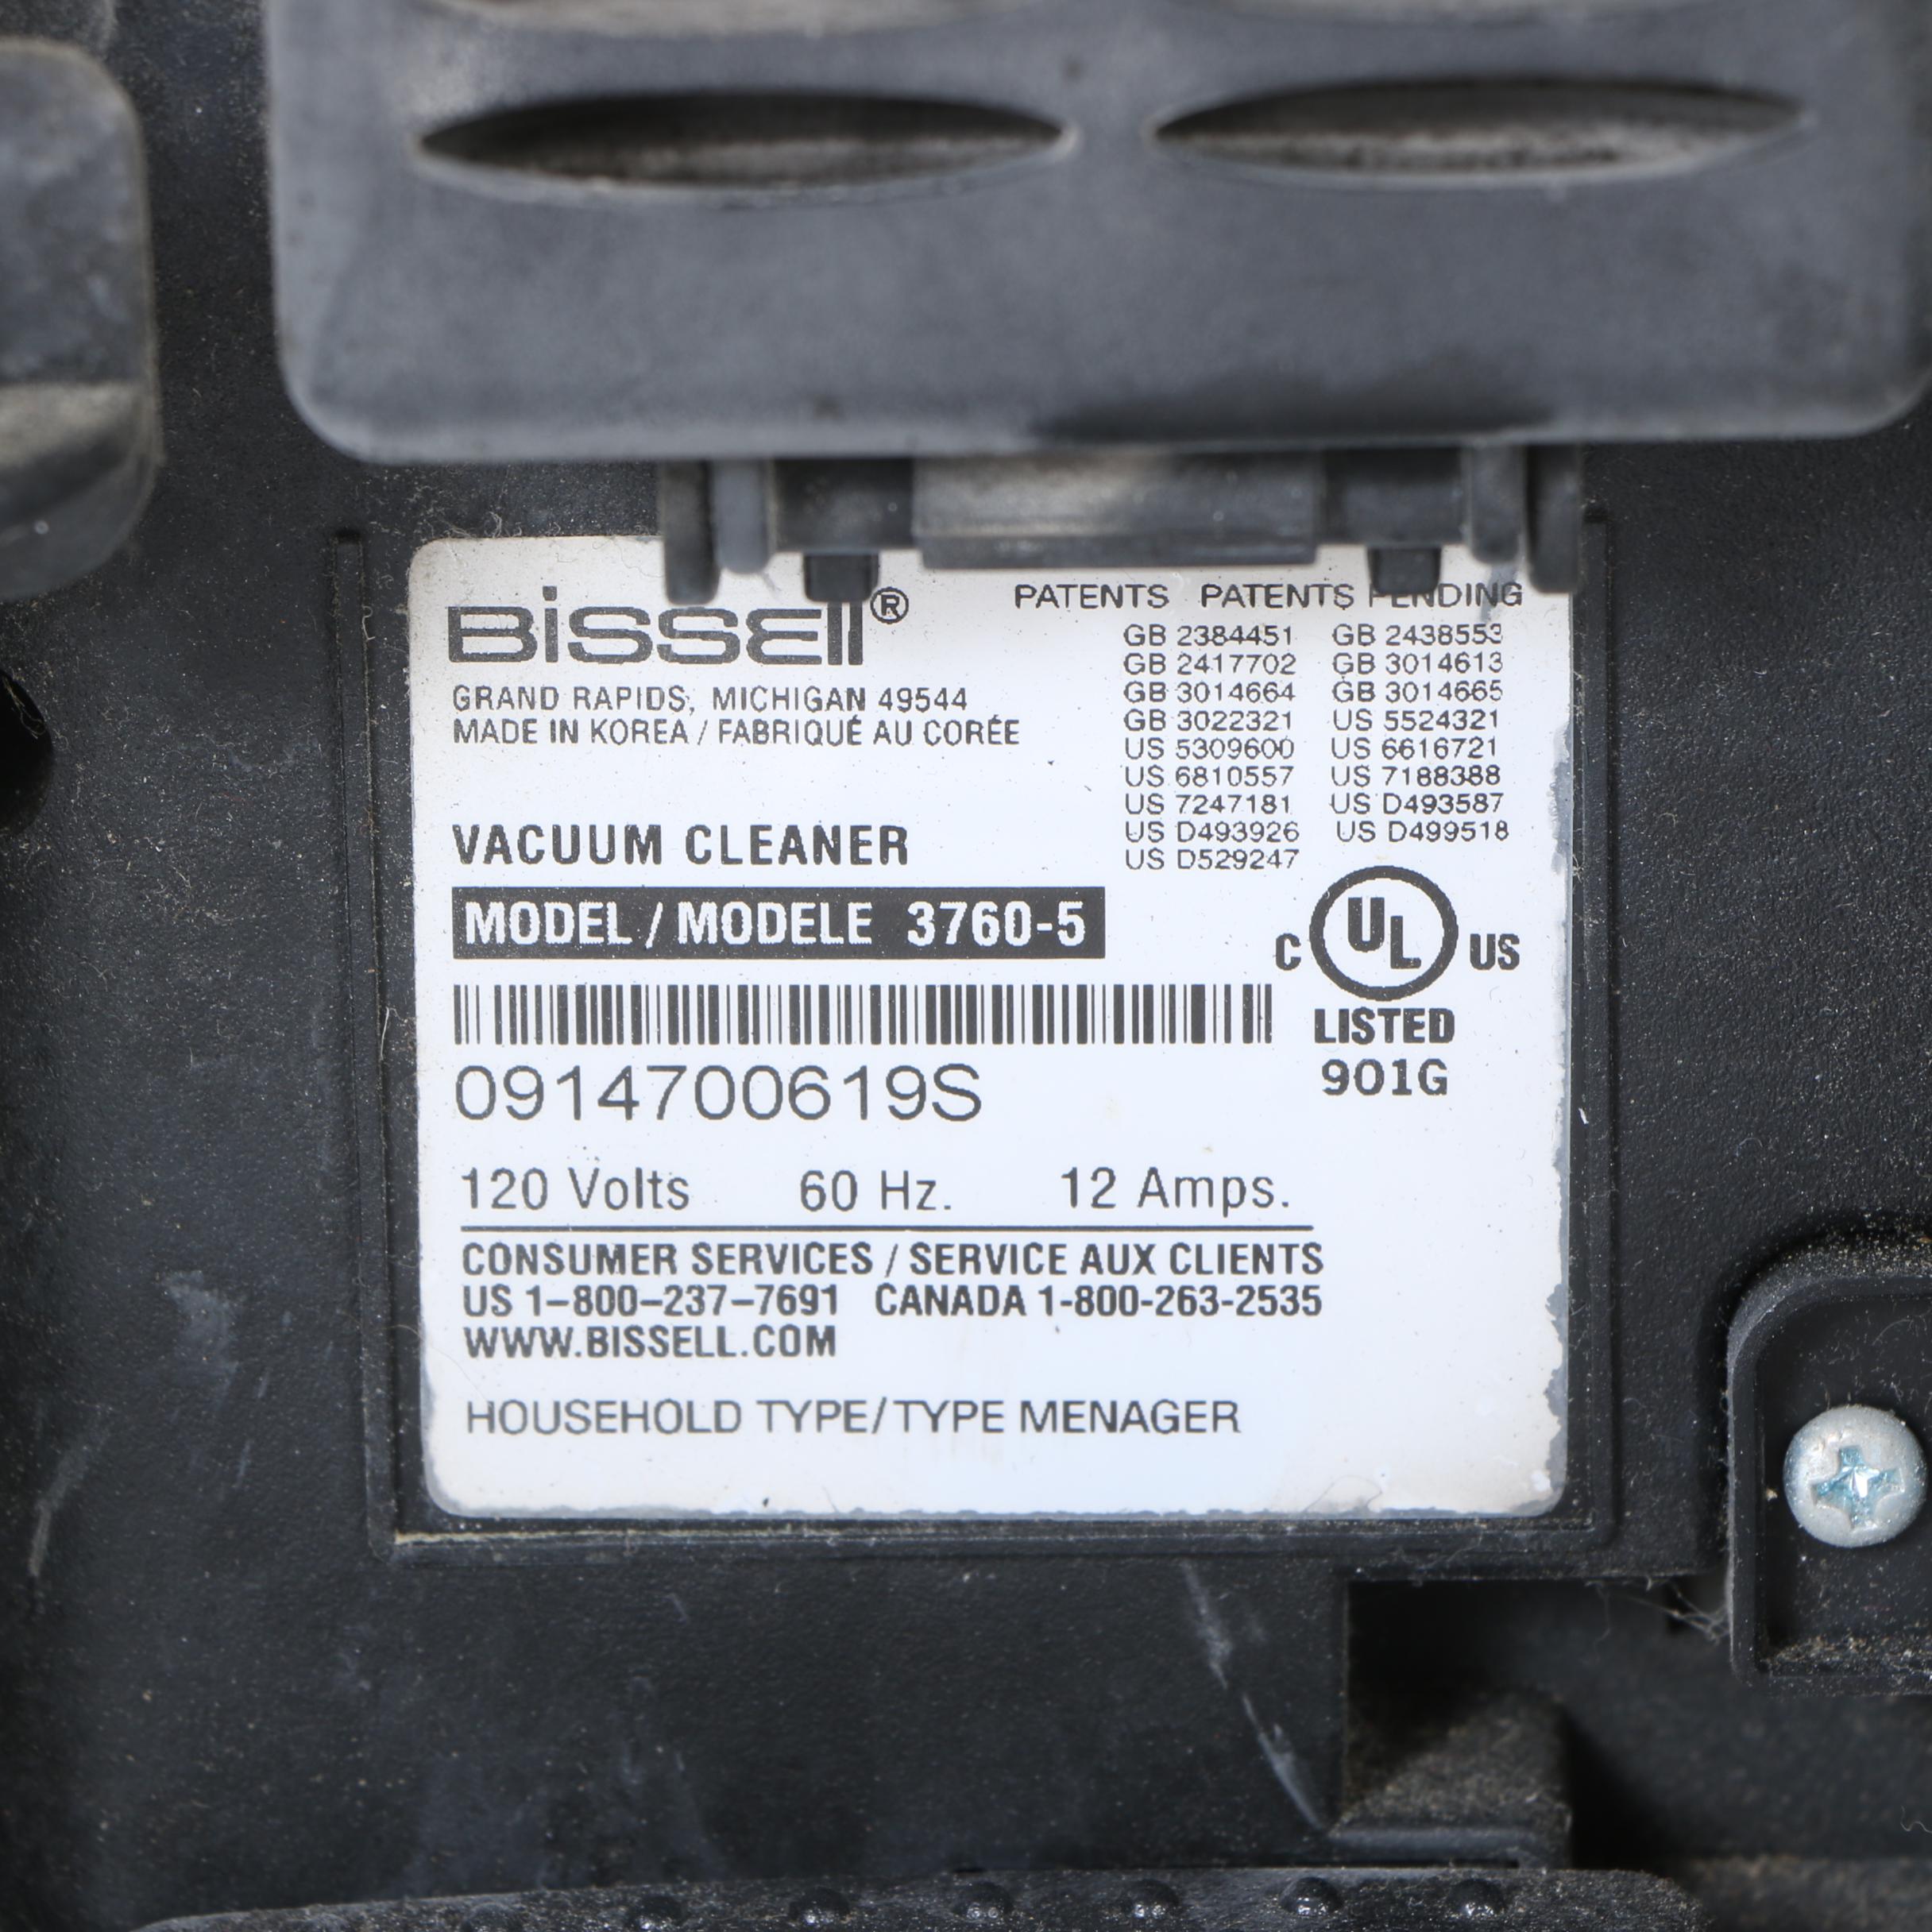 BiSSEll®
GRAND RAPIDS, MICHIGAN 49544
MADE IN KOREA / FABRIQUÉ AU CORÉE
PATENTS PATENTS PENDING
GB 2384451 GB 2438553
GB 2417702 GB 3014613
GB 3014664 GB 3014665
GB 3022321 US 5524321
US 5309600 US 6616721
US 6810557 US 7188388
US 7247181 US D493587
US D493926 US D499518
US D529247
VACUUM CLEANER
MODEL / MODELE 3760-5
C UL US
LISTED
901G
0914700619S
120 Volts 60 Hz. 12 Amps.
CONSUMER SERVICES / SERVICE AUX CLIENTS
US 1-800-237-7691 CANADA 1-800-263-2535
WWW.BISSELL.COM
HOUSEHOLD TYPE/TYPE MENAGER